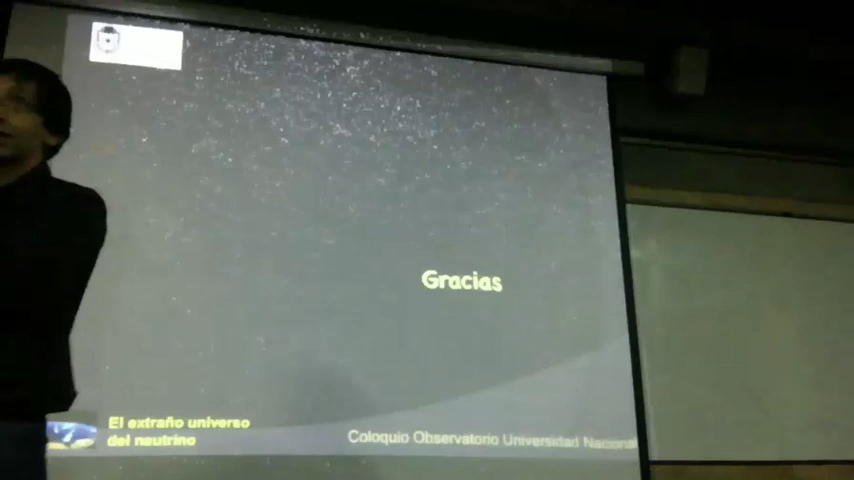 Gracias
El extraño universo
del neutrino
Coloquio Observatorio Universidad Nacional